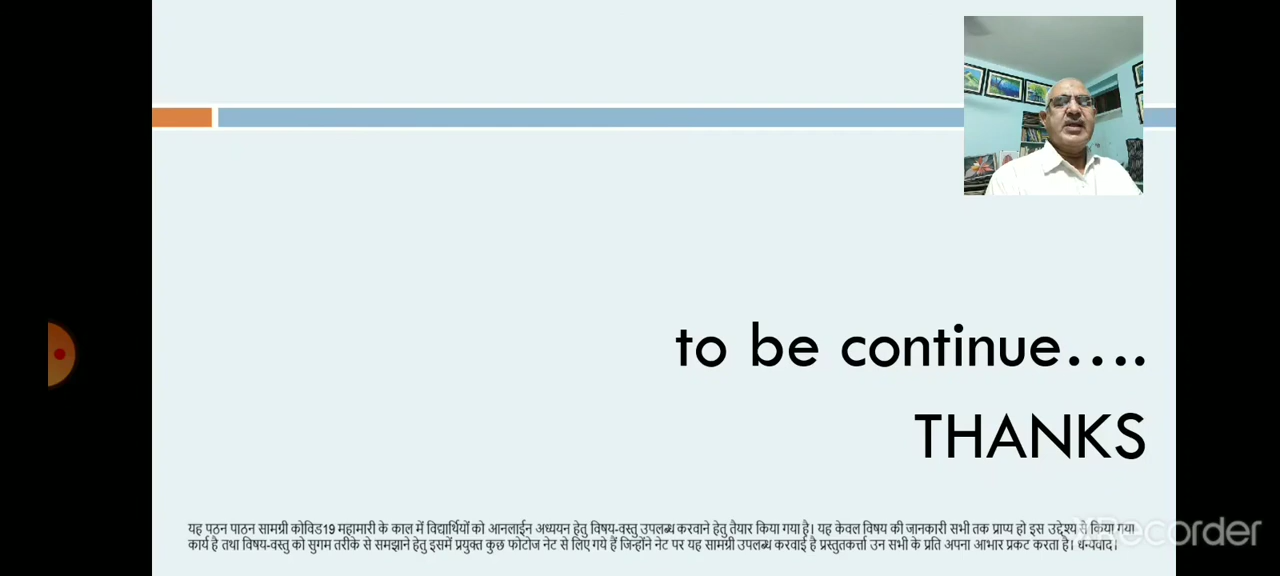 to be continue....
THANKS
यह पठन पाठन सामग्री कोविड19 महामारी के काल में विद्यार्थियों को आनलाईन अध्ययन हेतु विषय-वस्तु उपलब्ध करवाने हेतु तैयार किया गया है। यह केवल विषय की जानकारी सभी तक प्राप्य हो इस उद्देश्य से किया गया
कार्य है तथा विषय-वस्तु को सुगम तरीके से समझाने हेतु इसमें प्रयुक्त कुछ फोटोज नेट से लिए गये हैं जिन्होंने नेट पर यह सामग्री उपलब्ध करवाई है प्रस्तुतकर्त्ता उन सभी के प्रति अपना आभार प्रकट करता है। धन्यवाद।
XRecorder